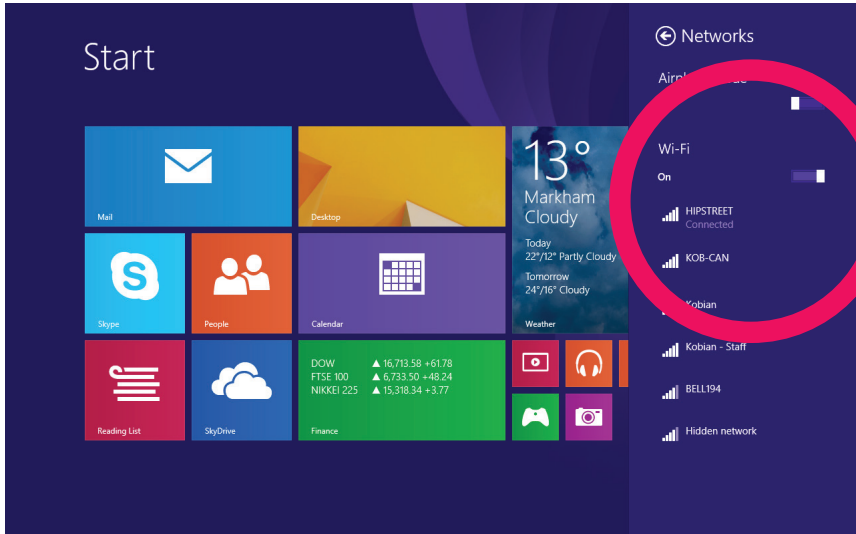 Start
Mail
Desktop
13°
Markham
Cloudy
Today
22°/12° Partly Cloudy
Tomorrow
24°/16° Cloudy
Weather
S
Skype
People
Calendar
Reading List
SkyDrive
DOW ▲ 16,713.58 +61.78
FTSE 100 ▲ 6,733.50 +48.24
NIKKEI 225 ▲ 15,318.34 +3.77
Finance
Networks
Wi-Fi
On
HIPSTREET
Connected
KOB-CAN
Kobian
Kobian - Staff
BELL194
Hidden network